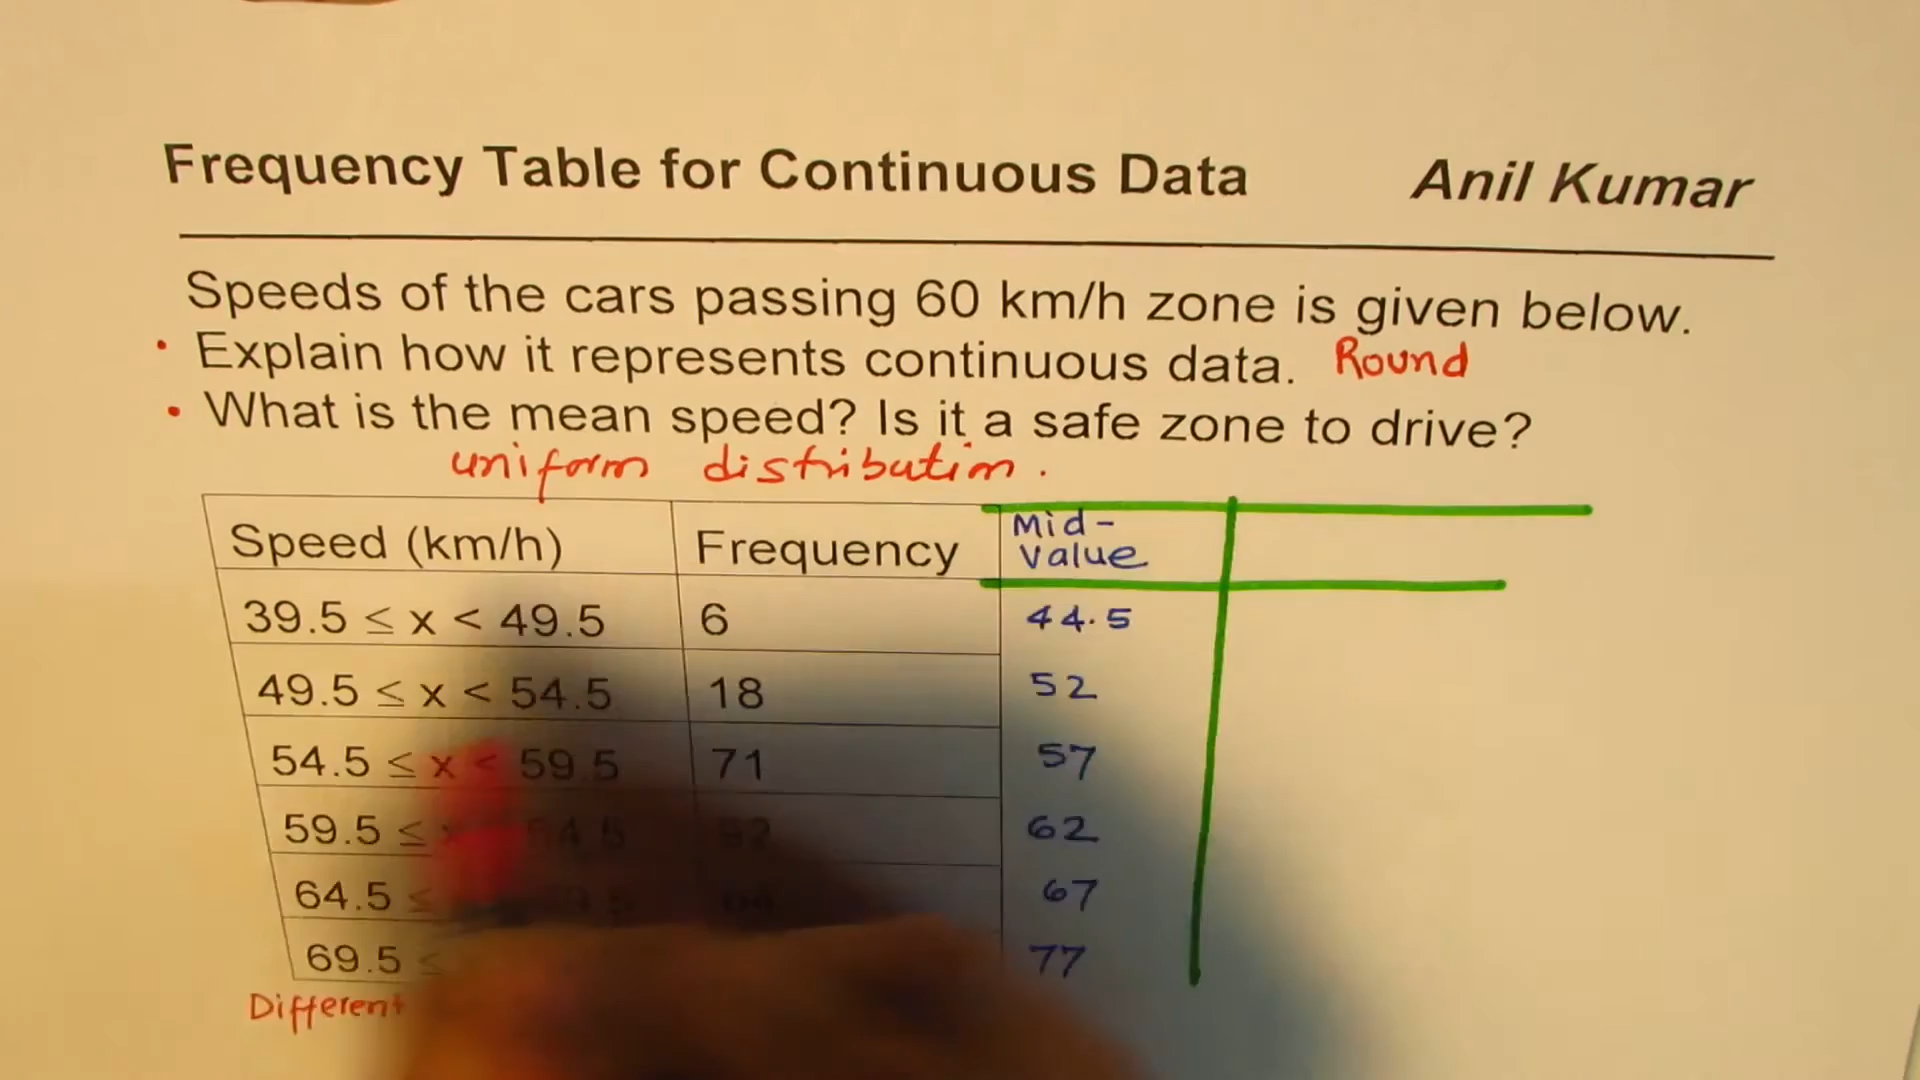 Frequency Table for Continuous Data Anil Kumar
Speeds of the cars passing 60 km/h zone is given below.
• Explain how it represents continuous data. Round
• What is the mean speed? Is it a safe zone to drive?
uniform distribution.
Speed (km/h) Frequency Mid-
Value
39.5 ≤ x < 49.5 6 44.5
49.5 ≤ x < 54.5 18 52
54.5 ≤ x < 59.5 71 57
59.5 ≤ 62
64.5 ≤ 67
69.5 ≤ 77
Different